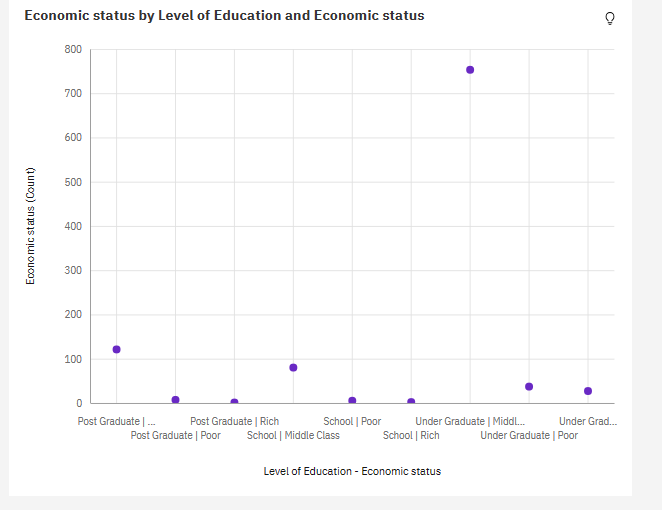 Economic status by Level of Education and Economic status
800
700
600
500
400
300
200
100
0
Economic status (Count)
Post Graduate | ...
Post Graduate | Poor
Post Graduate | Rich
School | Middle Class
School | Poor
School | Rich
Under Graduate | Middl...
Under Graduate | Poor
Under Grad...
Level of Education - Economic status